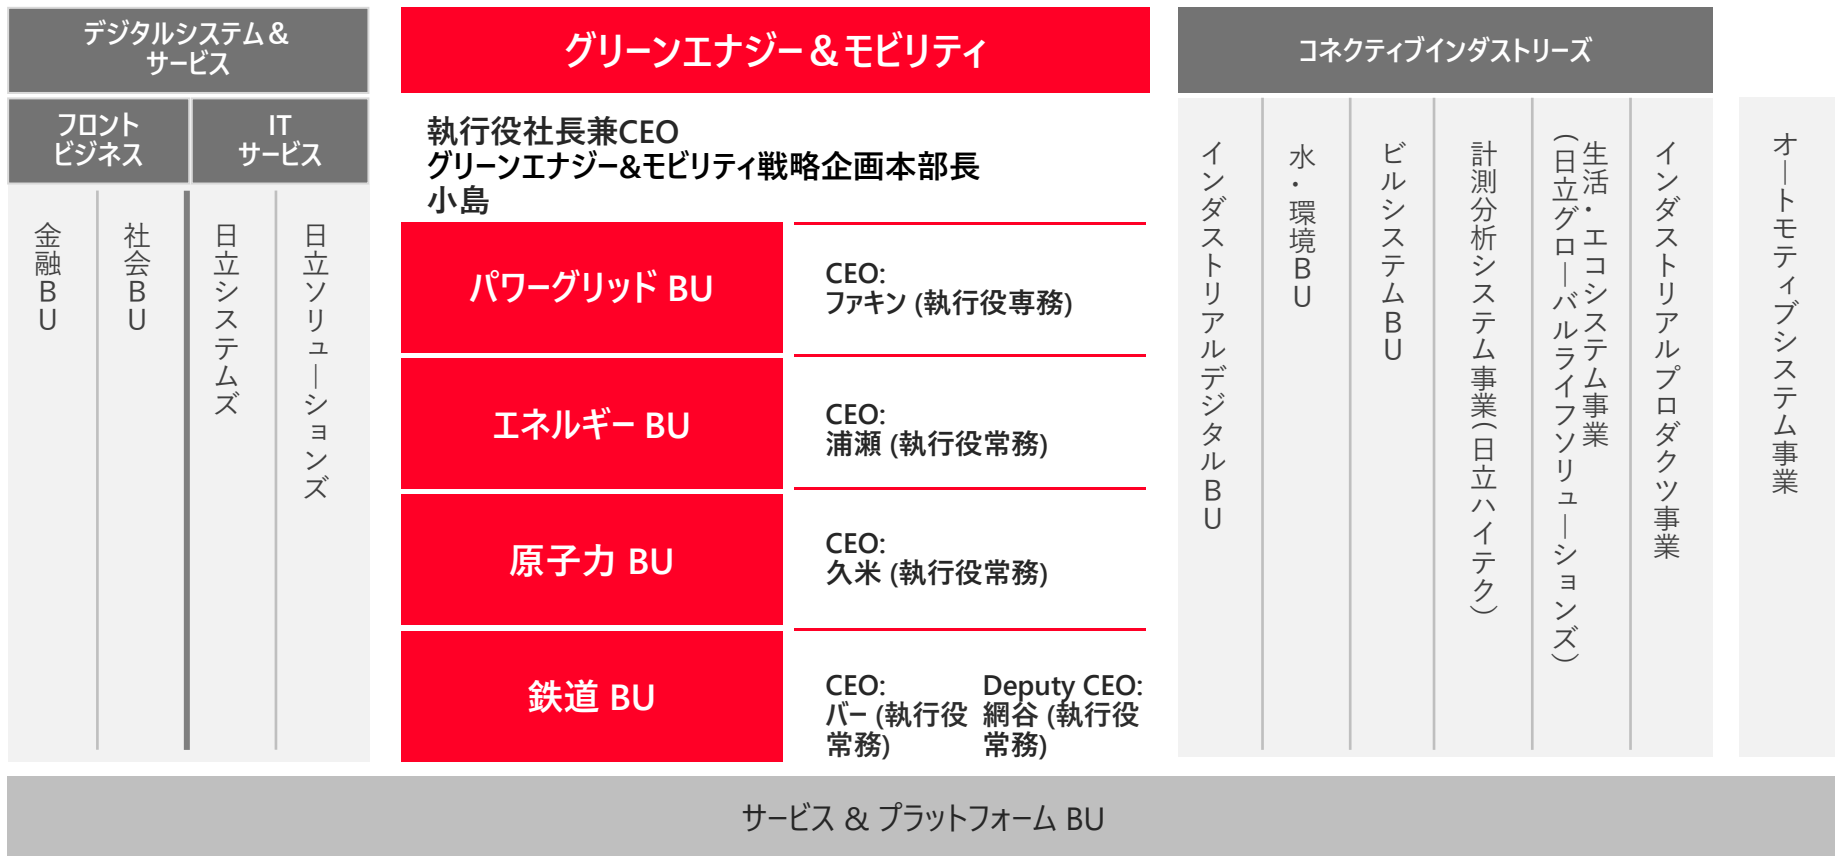 デジタルシステム＆
サービス
フロント
ビジネス
IT
サービス
金融BU
社会BU
日立システムズ
日立ソリューションズ
グリーンエナジー＆モビリティ
執行役社長兼CEO
グリーンエナジー&モビリティ戦略企画本部長
小島
パワーグリッド BU
CEO:
ファキン (執行役専務)
エネルギー BU
CEO:
浦瀬 (執行役常務)
原子力 BU
CEO:
久米 (執行役常務)
鉄道 BU
CEO:
バー (執行役
常務)
Deputy CEO:
網谷 (執行役
常務)
コネクティブインダストリーズ
インダストリアルデジタルBU
水・環境BU
ビルシステムBU
計測分析システム事業(日立ハイテク)
生活・エコシステム事業
(日立グローバルライフソリューションズ)
インダストリアルプロダクツ事業
オートモティブシステム事業
サービス & プラットフォーム BU